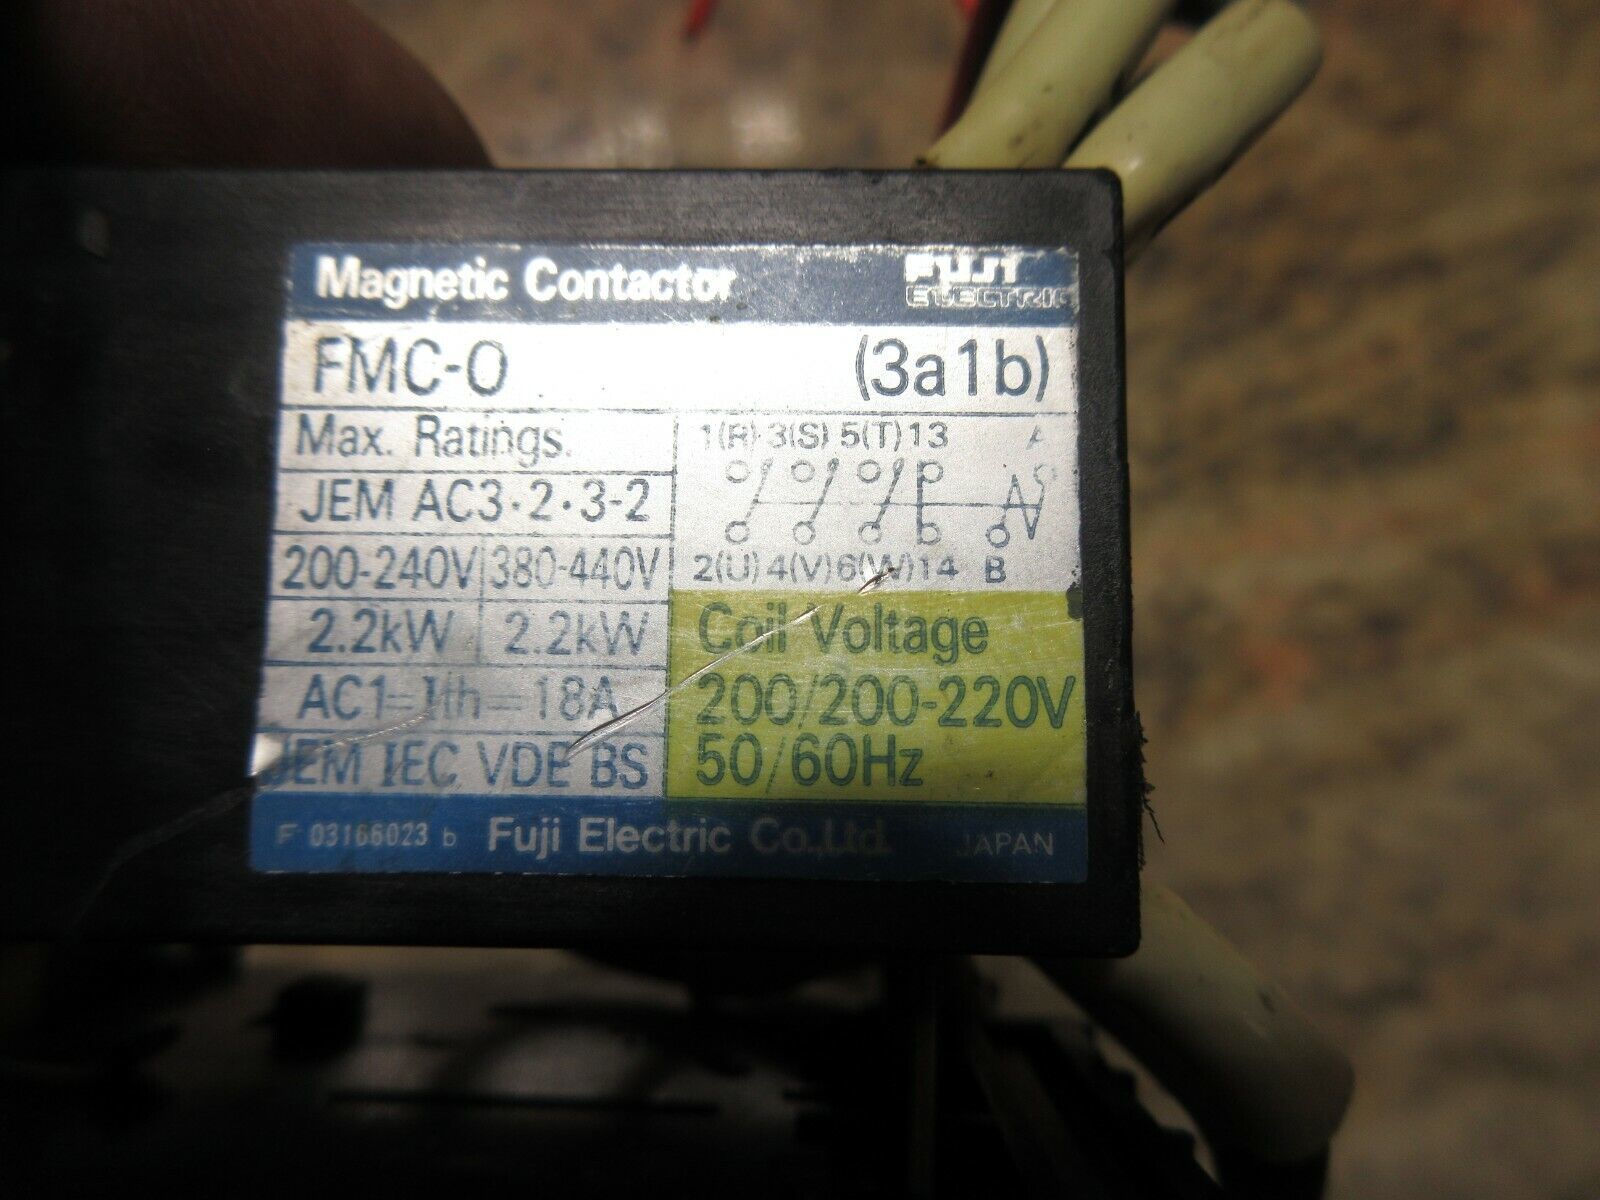 Magnetic Contactor FUJI
ELECTRIC
FMC-0 (3a1b)
Max. Ratings.
1(R) 3(S) 5(T) 13 A
JEM AC3·2·3-2
200-240V 380-440V
2(U) 4(V) 6(W) 14 B
2.2kW 2.2kW
Coil Voltage
AC1=Ith=18A
200/200-220V
JEM IEC VDE BS
50/60Hz
F 03166023 b Fuji Electric Co.,Ltd. JAPAN